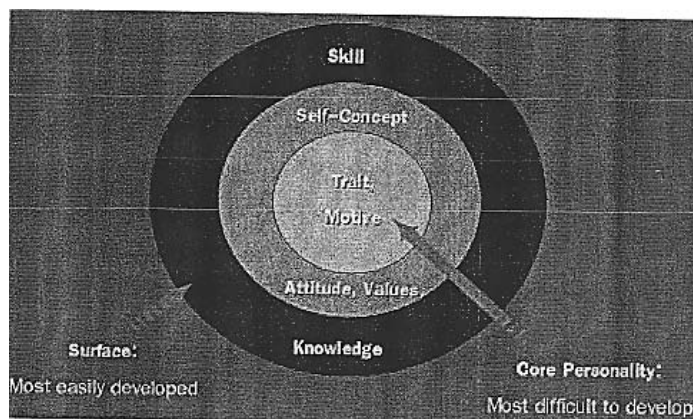 Skill
Self-Concept
Trait,
Motive
Attitude, Values,
Knowledge
Surface:
Most easily developed
Core Personality:
Most difficult to develop